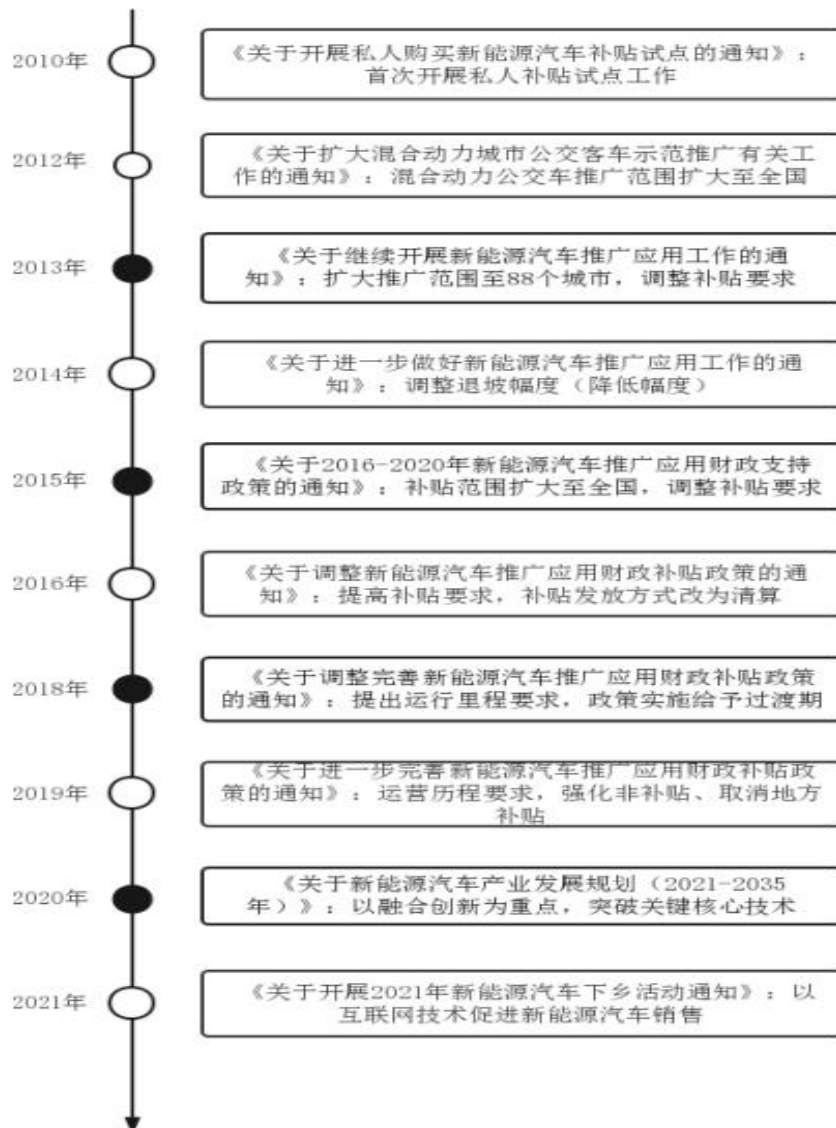 2010年
《关于开展私人购买新能源汽车补贴试点的通知》：
首次开展私人补贴试点工作
2012年
《关于扩大混合动力城市公交客车示范推广有关工
作的通知》：混合动力公交车推广范围扩大至全国
2013年
《关于继续开展新能源汽车推广应用工作的通
知》：扩大推广范围至88个城市，调整补贴要求
2014年
《关于进一步做好新能源汽车推广应用工作的通
知》：调整退坡幅度（降低幅度）
2015年
《关于2016-2020年新能源汽车推广应用财政支持
政策的通知》：补贴范围扩大至全国，调整补贴要求
2016年
《关于调整新能源汽车推广应用财政补贴政策的通
知》：提高补贴要求，补贴发放方式改为清算
2018年
《关于调整完善新能源汽车推广应用财政补贴政策
的通知》：提出运行里程要求，政策实施给予过渡期
2019年
《关于进一步完善新能源汽车推广应用财政补贴政
策的通知》：运营历程要求，强化非补贴、取消地方
补贴
2020年
《关于新能源汽车产业发展规划（2021-2035
年）》：以融合创新为重点，突破关键核心技术
2021年
《关于开展2021年新能源汽车下乡活动通知》：以
互联网技术促进新能源汽车销售